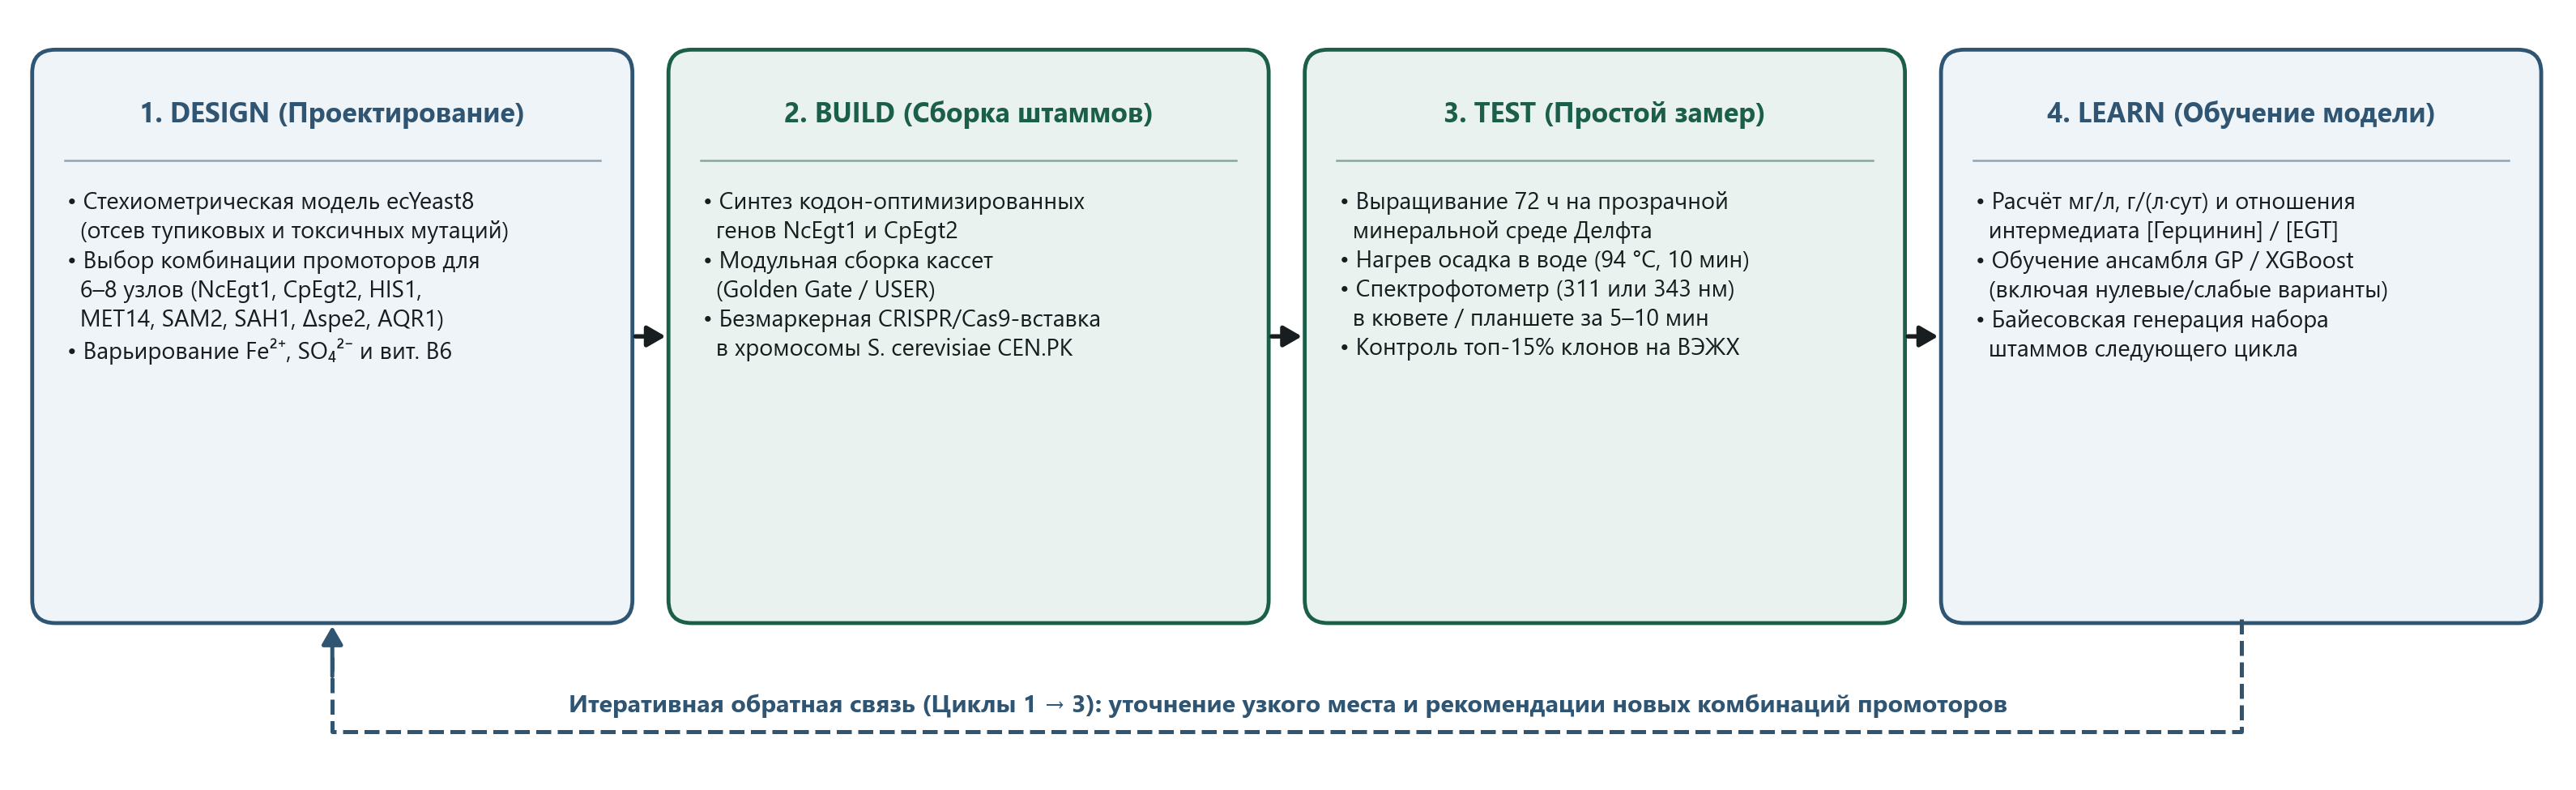 1. DESIGN (Проектирование)
• Стехиометрическая модель ecYeast8
(отсев тупиковых и токсичных мутаций)
• Выбор комбинации промоторов для
6–8 узлов (NcEgt1, CpEgt2, HIS1,
MET14, SAM2, SAH1, Δspe2, AQR1)
• Варьирование Fe²⁺, SO₄²⁻ и вит. B6
2. BUILD (Сборка штаммов)
• Синтез кодон-оптимизированных
генов NcEgt1 и CpEgt2
• Модульная сборка кассет
(Golden Gate / USER)
• Безмаркерная CRISPR/Cas9-вставка
в хромосомы S. cerevisiae CEN.PK
3. TEST (Простой замер)
• Выращивание 72 ч на прозрачной
минеральной среде Делфта
• Нагрев осадка в воде (94 °C, 10 мин)
• Спектрофотометр (311 или 343 нм)
в кювете / планшете за 5–10 мин
• Контроль топ-15% клонов на ВЭЖХ
4. LEARN (Обучение модели)
• Расчёт мг/л, г/(л·сут) и отношения
интермедиата [Герцинин] / [EGT]
• Обучение ансамбля GP / XGBoost
(включая нулевые/слабые варианты)
• Байесовская генерация набора
штаммов следующего цикла
Итеративная обратная связь (Циклы 1 → 3): уточнение узкого места и рекомендации новых комбинаций промоторов